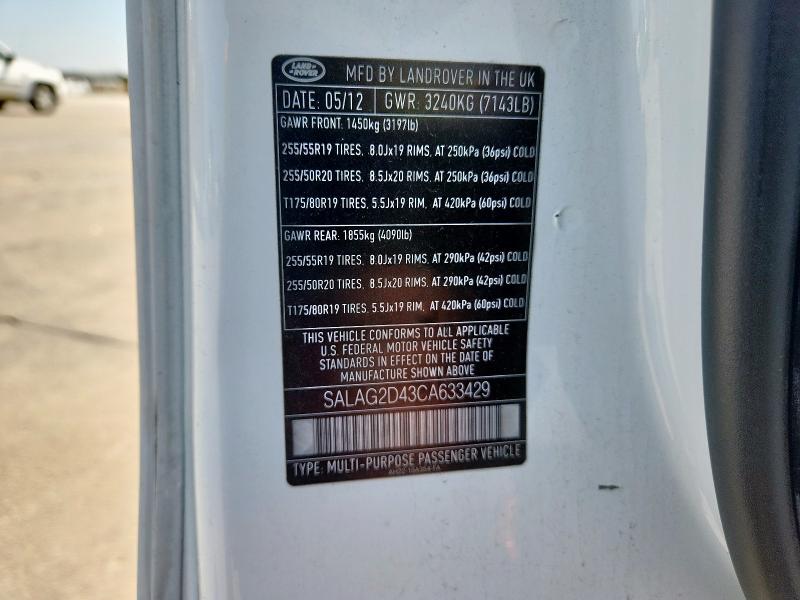 LAND ROVER
MFD BY LANDROVER IN THE UK
DATE: 05/12 GWR: 3240KG (7143LB)
GAWR FRONT: 1450kg (3197lb)
255/55R19 TIRES, 8.0Jx19 RIMS, AT 250kPa (36psi) COLD
255/50R20 TIRES, 8.5Jx20 RIMS, AT 250kPa (36psi) COLD
T175/80R19 TIRES, 5.5Jx19 RIM, AT 420kPa (60psi) COLD
GAWR REAR: 1855kg (4090lb)
255/55R19 TIRES, 8.0Jx19 RIMS, AT 290kPa (42psi) COLD
255/50R20 TIRES, 8.5Jx20 RIMS, AT 290kPa (42psi) COLD
T175/80R19 TIRES, 5.5Jx19 RIM, AT 420kPa (60psi) COLD
THIS VEHICLE CONFORMS TO ALL APPLICABLE
U.S. FEDERAL MOTOR VEHICLE SAFETY
STANDARDS IN EFFECT ON THE DATE OF
MANUFACTURE SHOWN ABOVE
SALAG2D43CA633429
TYPE: MULTI-PURPOSE PASSENGER VEHICLE